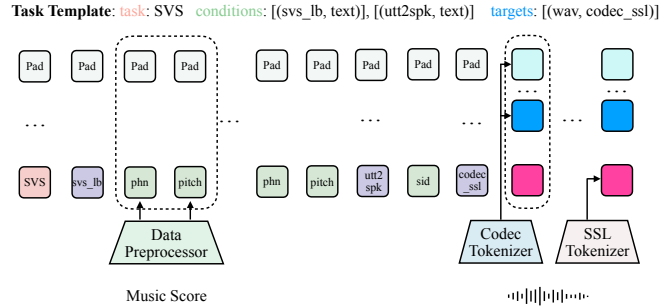 Task Template: task: SVS conditions: [(svs_lb, text)], [(utt2spk, text)] targets: [(wav, codec_ssl)]
Pad Pad Pad Pad Pad Pad Pad Pad Pad
... ... ... ...
... ... ... ...
SVS svs_lb phn pitch phn pitch utt2 spk sid codec _ssl
Data Preprocessor
Codec Tokenizer
SSL Tokenizer
Music Score